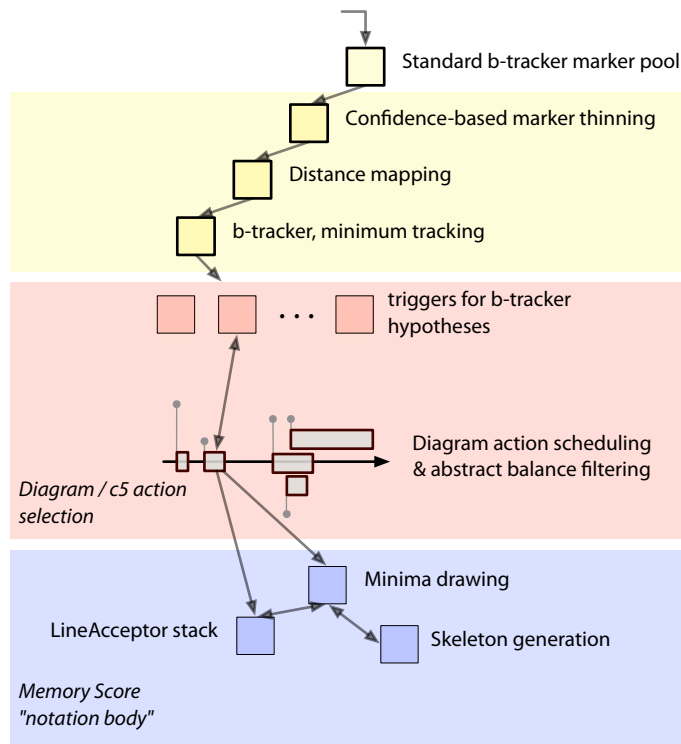 Standard b-tracker marker pool
Confidence-based marker thinning
Distance mapping
b-tracker, minimum tracking
triggers for b-tracker
hypotheses
. . .
Diagram action scheduling
& abstract balance filtering
Diagram / c5 action
selection
Minima drawing
LineAcceptor stack
Skeleton generation
Memory Score
"notation body"